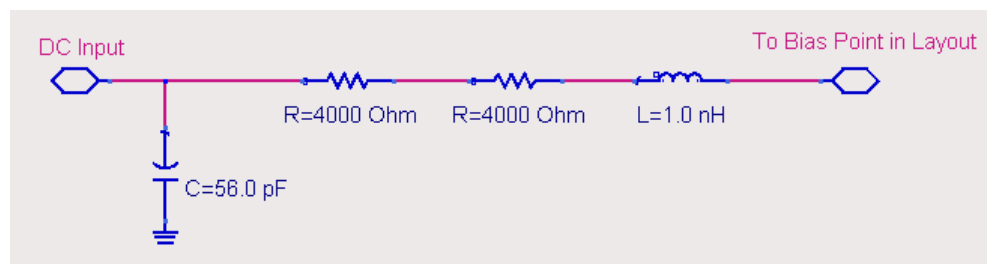 DC Input
To Bias Point in Layout
R=4000 Ohm
R=4000 Ohm
L=1.0 nH
C=56.0 pF